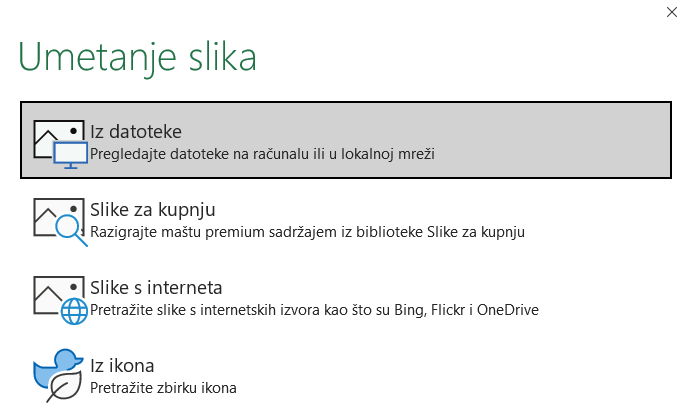 Umetanje slika
Iz datoteke
Pregledajte datoteke na računalu ili u lokalnoj mreži
Slike za kupnju
Razigrajte maštu premium sadržajem iz biblioteke Slike za kupnju
Slike s interneta
Pretražite slike s internetskih izvora kao što su Bing, Flickr i OneDrive
Iz ikona
Pretražite zbirku ikona